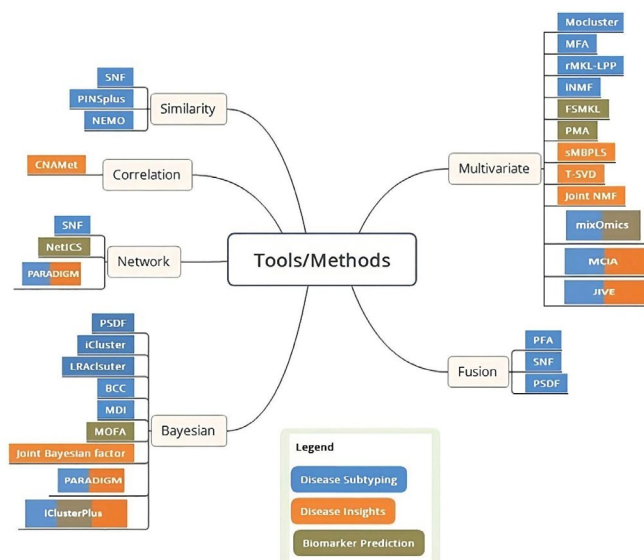 SNF
PINSplus
NEMO
Similarity
CNAMet
Correlation
SNF
NetICS
PARADIGM
Network
PSDF
iCluster
LRAclsuter
BCC
MDI
MOFA
Joint Bayesian factor
PARADIGM
iClusterPlus
Bayesian
Tools/Methods
Mocluster
MFA
rMKL-LPP
iNMF
FSMKL
PMA
sMBPLS
T-SVD
Joint NMF
mixOmics
MCIA
JIVE
Multivariate
PFA
SNF
PSDF
Fusion
Legend
Disease Subtyping
Disease Insights
Biomarker Prediction